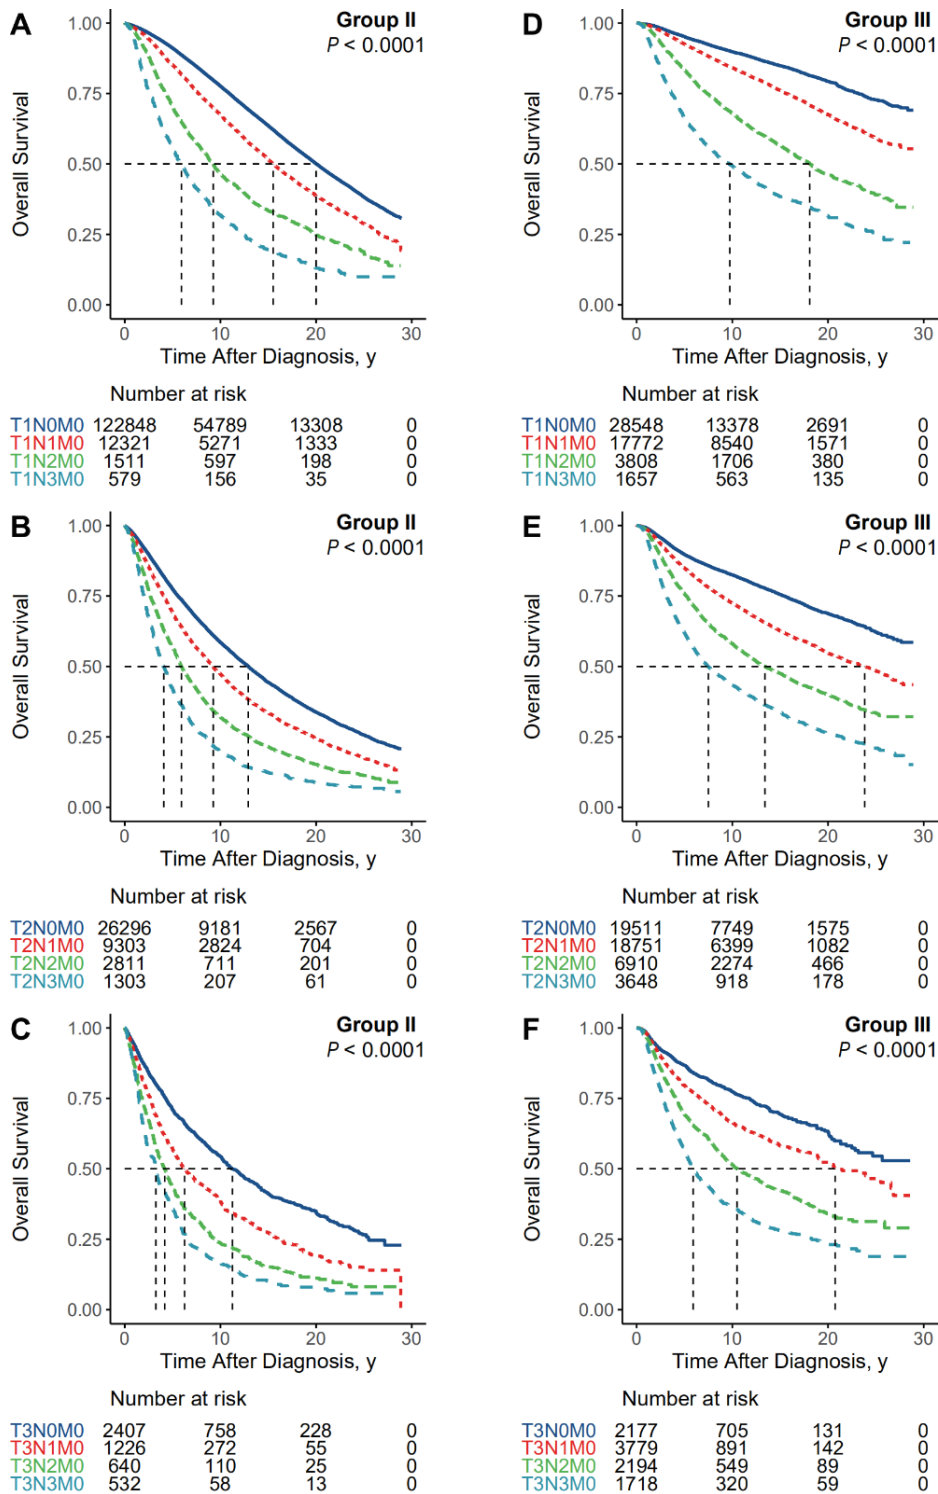 A
Group II
P < 0.0001
Overall Survival
1.00
0.75
0.50
0.25
0.00
0 10 20 30
Time After Diagnosis, y
Number at risk
T1N0M0 122848 54789 13308 0
T1N1M0 12321 5271 1333 0
T1N2M0 1511 597 198 0
T1N3M0 579 156 35 0
D
Group III
P < 0.0001
Overall Survival
1.00
0.75
0.50
0.25
0.00
0 10 20 30
Time After Diagnosis, y
Number at risk
T1N0M0 28548 13378 2691 0
T1N1M0 17772 8540 1571 0
T1N2M0 3808 1706 380 0
T1N3M0 1657 563 135 0
B
Group II
P < 0.0001
Overall Survival
1.00
0.75
0.50
0.25
0.00
0 10 20 30
Time After Diagnosis, y
Number at risk
T2N0M0 26296 9181 2567 0
T2N1M0 9303 2824 704 0
T2N2M0 2811 711 201 0
T2N3M0 1303 207 61 0
E
Group III
P < 0.0001
Overall Survival
1.00
0.75
0.50
0.25
0.00
0 10 20 30
Time After Diagnosis, y
Number at risk
T2N0M0 19511 7749 1575 0
T2N1M0 18751 6399 1082 0
T2N2M0 6910 2274 466 0
T2N3M0 3648 918 178 0
C
Group II
P < 0.0001
Overall Survival
1.00
0.75
0.50
0.25
0.00
0 10 20 30
Time After Diagnosis, y
Number at risk
T3N0M0 2407 758 228 0
T3N1M0 1226 272 55 0
T3N2M0 640 110 25 0
T3N3M0 532 58 13 0
F
Group III
P < 0.0001
Overall Survival
1.00
0.75
0.50
0.25
0.00
0 10 20 30
Time After Diagnosis, y
Number at risk
T3N0M0 2177 705 131 0
T3N1M0 3779 891 142 0
T3N2M0 2194 549 89 0
T3N3M0 1718 320 59 0